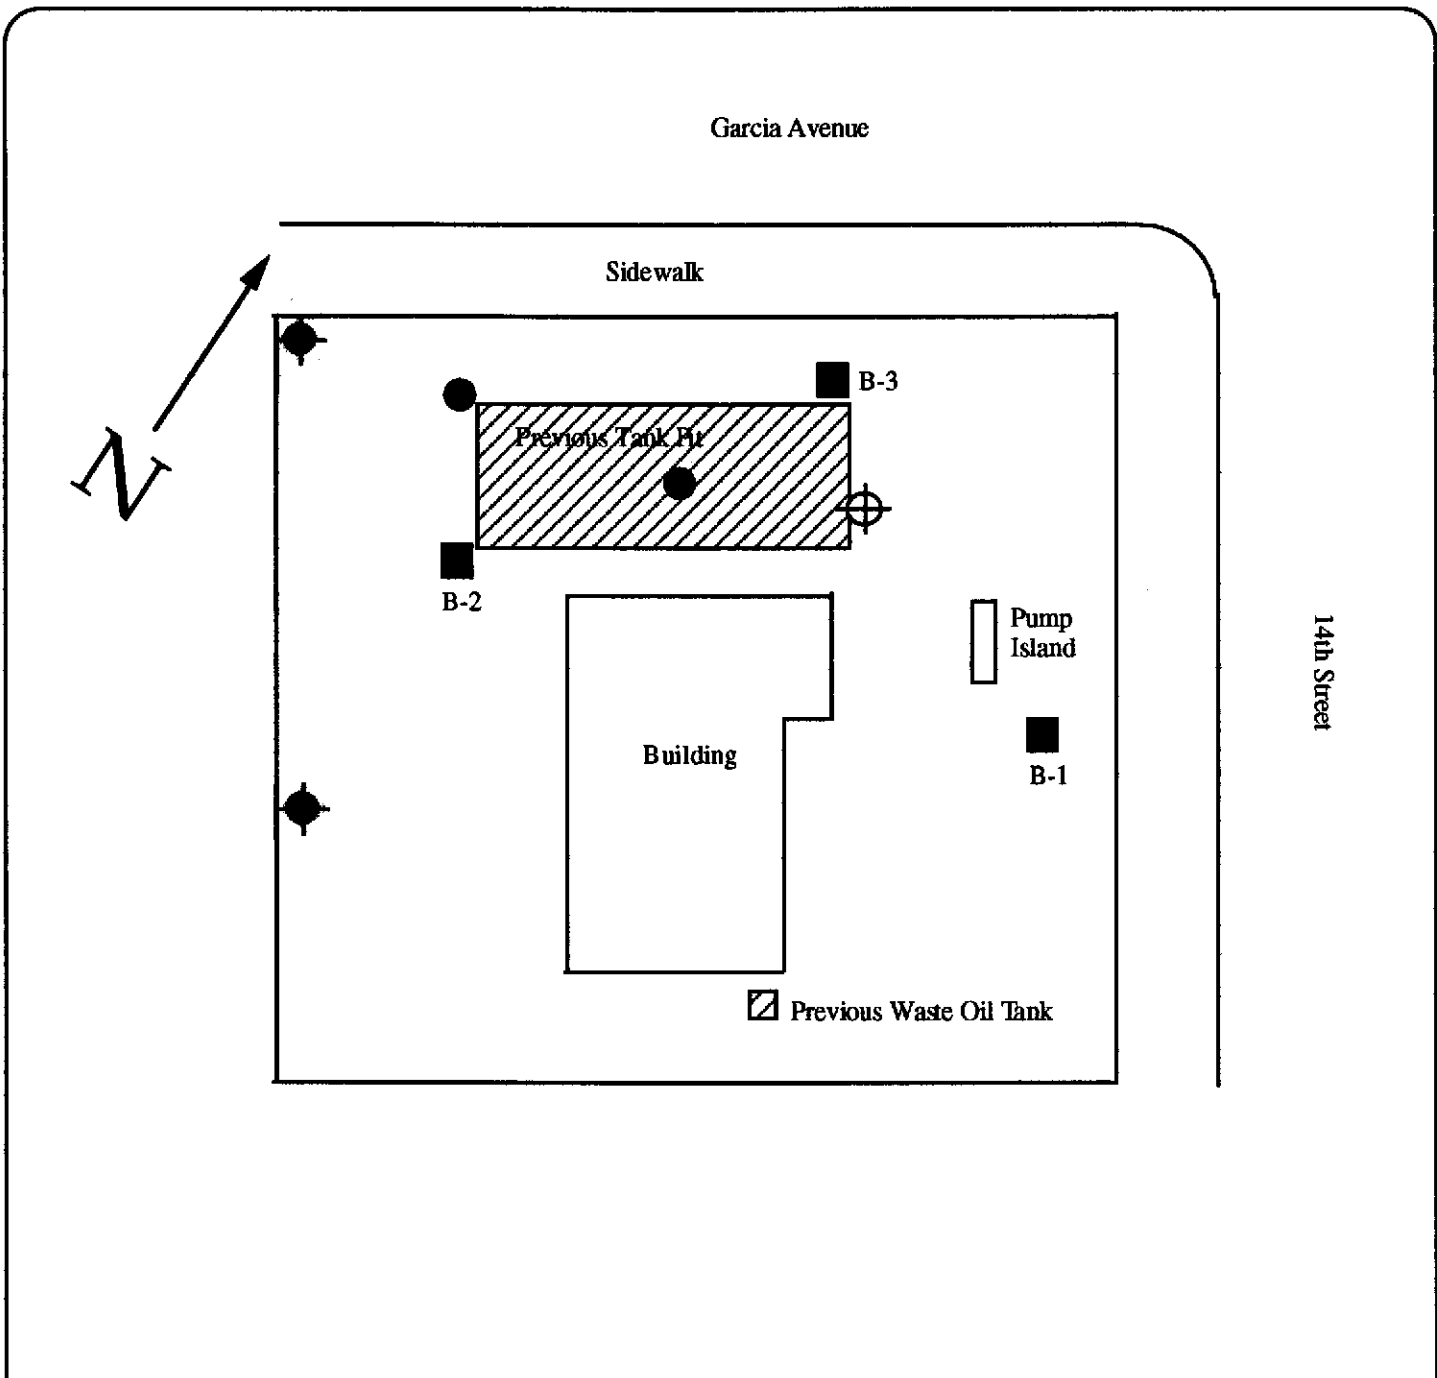 Garcia Avenue
Sidewalk
N
B-3
Previous Tank Pit
B-2
Pump
Island
14th Street
Building
B-1
Previous Waste Oil Tank